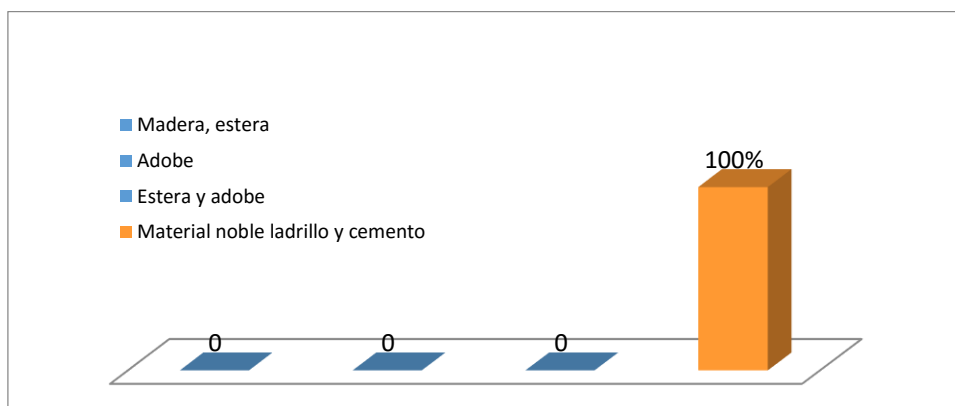 Madera, estera
Adobe
Estera y adobe
Material noble ladrillo y cemento
100%
0 0 0